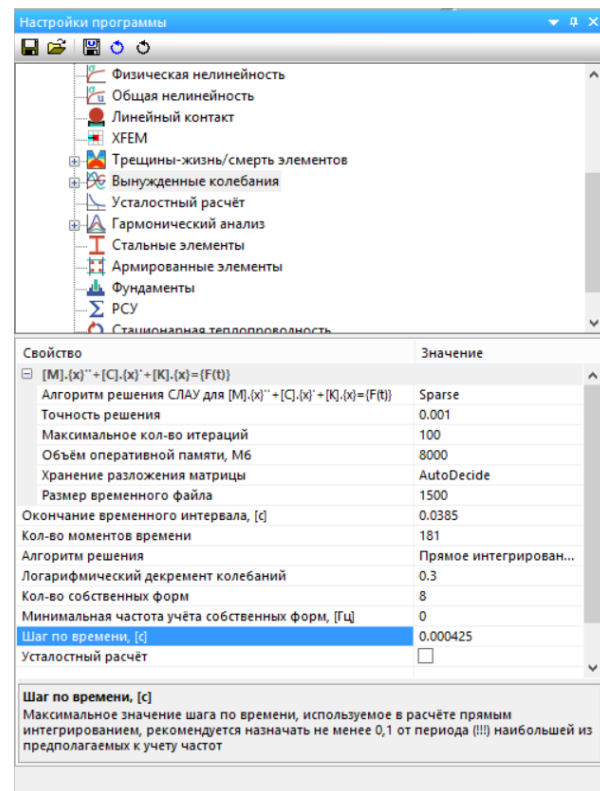 Настройки программы
Физическая нелинейность
Общая нелинейность
Линейный контакт
XFEM
Трещины-жизнь/смерть элементов
Вынужденные колебания
Усталостный расчёт
Гармонический анализ
Стальные элементы
Армированные элементы
Фундаменты
РСУ
Стационарная теплопроводность
Свойство Значение
[M].{x}¨+[C].{x}˙+[K].{x}={F(t)}
Алгоритм решения СЛАУ для [M].{x}¨+[C].{x}˙+[K].{x}={F(t)} Sparse
Точность решения 0.001
Максимальное кол-во итераций 100
Объём оперативной памяти, Мб 8000
Хранение разложения матрицы AutoDecide
Размер временного файла 1500
Окончание временного интервала, [с] 0.0385
Кол-во моментов времени 181
Алгоритм решения Прямое интегрирован...
Логарифмический декремент колебаний 0.3
Кол-во собственных форм 8
Минимальная частота учёта собственных форм, [Гц] 0
Шаг по времени, [с] 0.000425
Усталостный расчёт
Шаг по времени, [с]
Максимальное значение шага по времени, используемое в расчёте прямым
интегрированием, рекомендуется назначать не менее 0,1 от периода (!!!) наибольшей из
предполагаемых к учету частот